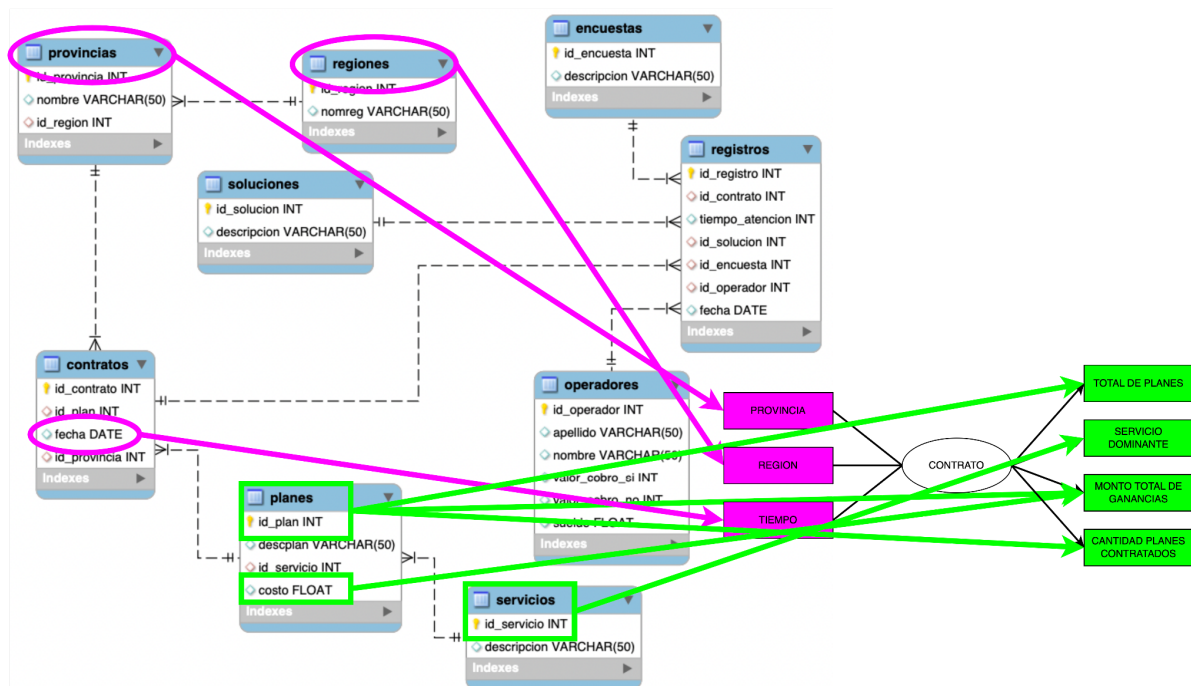 provincias
id_provincia INT
nombre VARCHAR(50)
id_region INT
Indexes
regiones
id_region INT
nomreg VARCHAR(50)
Indexes
encuestas
id_encuesta INT
descripcion VARCHAR(50)
Indexes
soluciones
id_solucion INT
descripcion VARCHAR(50)
Indexes
registros
id_registro INT
id_contrato INT
tiempo_atencion INT
id_solucion INT
id_encuesta INT
id_operador INT
fecha DATE
Indexes
contratos
id_contrato INT
id_plan INT
fecha DATE
id_provincia INT
Indexes
operadores
id_operador INT
apellido VARCHAR(50)
nombre VARCHAR(50)
valor_cobro_si INT
valor_cobro_no INT
sueldo FLOAT
Indexes
planes
id_plan INT
descplan VARCHAR(50)
id_servicio INT
costo FLOAT
Indexes
servicios
id_servicio INT
descripcion VARCHAR(50)
Indexes
PROVINCIA
REGION
TIEMPO
CONTRATO
TOTAL DE PLANES
SERVICIO
DOMINANTE
MONTO TOTAL DE
GANANCIAS
CANTIDAD PLANES
CONTRATADOS